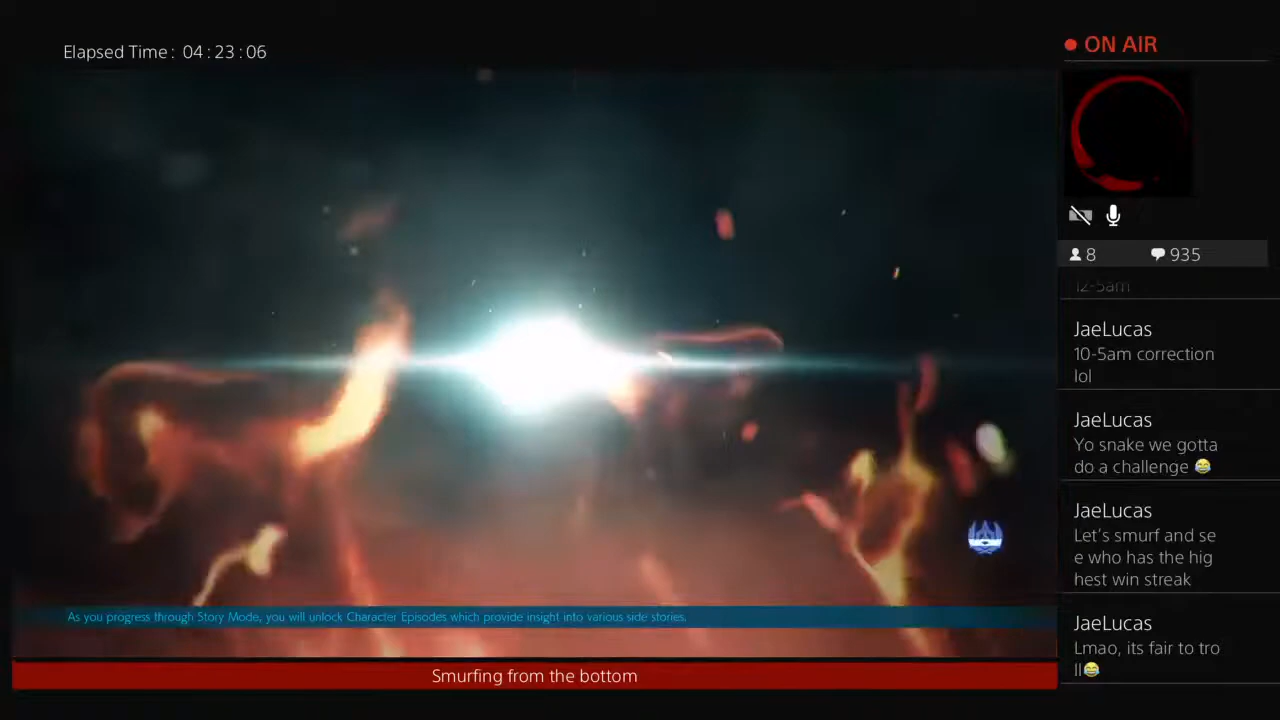 Elapsed Time: 04:23:06
ON AIR
8 935
12-5am
JaeLucas
10-5am correction
lol
JaeLucas
Yo snake we gotta
do a challenge 😂
JaeLucas
Let's smurf and se
e who has the hig
hest win streak
JaeLucas
Lmao, its fair to tro
ll😂
As you progress through Story Mode, you will unlock Character Episodes which provide insight into various side stories.
Smurfing from the bottom